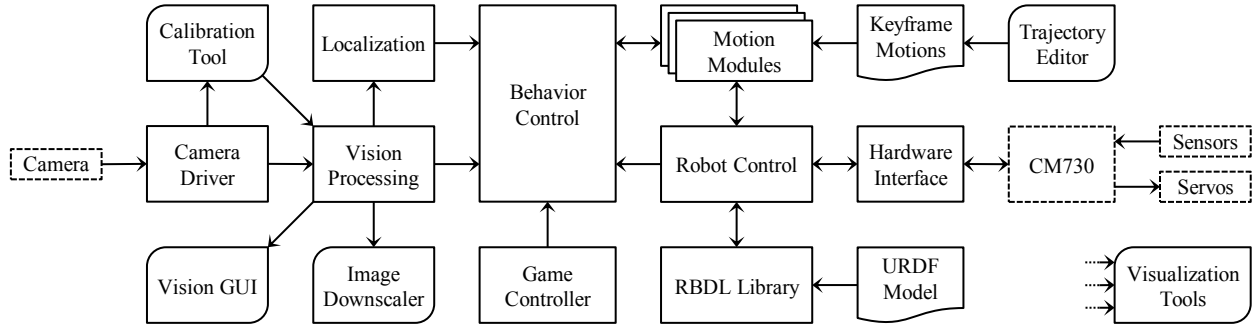 Calibration
Tool
Localization
Behavior
Control
Motion
Modules
Keyframe
Motions
Trajectory
Editor
Camera
Camera
Driver
Vision
Processing
Robot Control
Hardware
Interface
CM730
Sensors
Servos
Vision GUI
Image
Downscaler
Game
Controller
RBDL Library
URDF
Model
Visualization
Tools